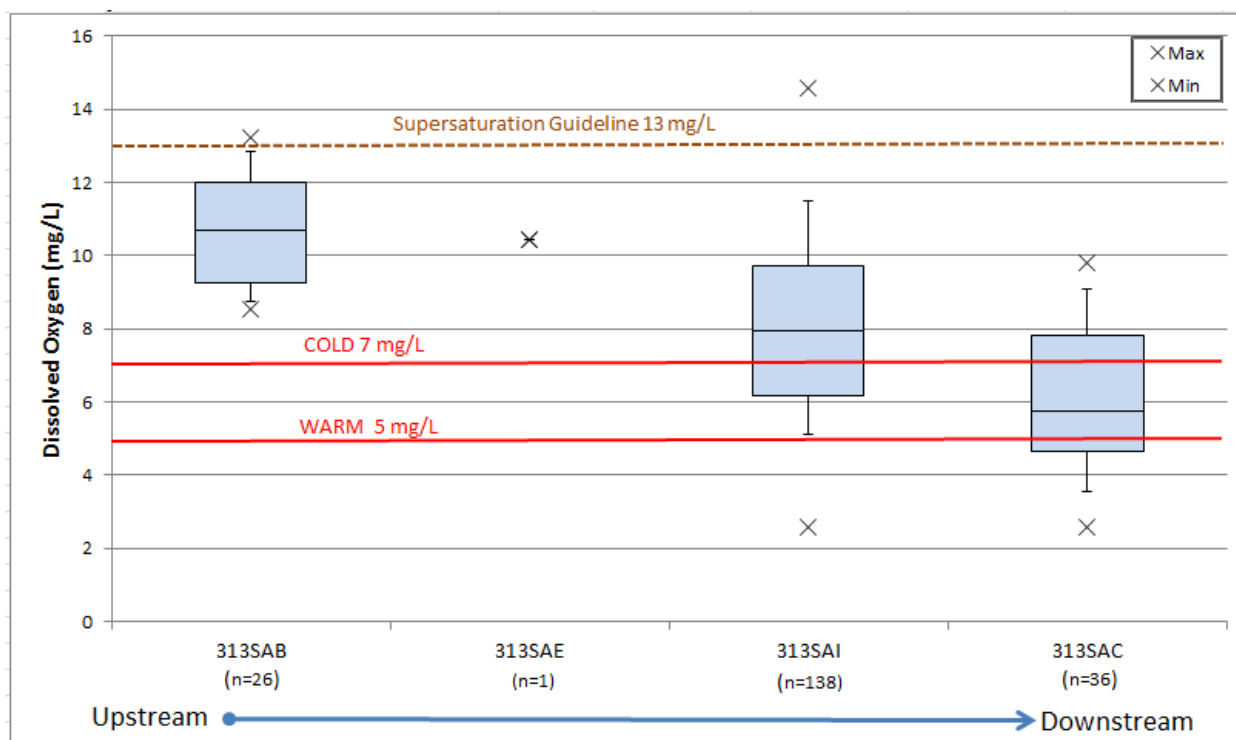 16
Max
Min
14
Supersaturation Guideline 13 mg/L
12
10
Dissolved Oxygen (mg/L)
8
COLD 7 mg/L
6
WARM 5 mg/L
4
2
0
313SAB 313SAE 313SAI 313SAC
(n=26) (n=1) (n=138) (n=36)
Upstream Downstream